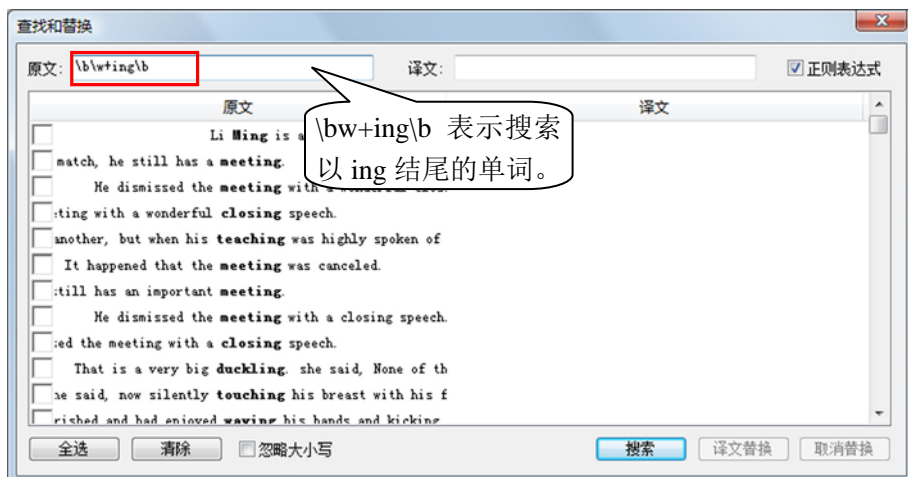 查找和替换
原文: \b\w+ing\b 译文: 正则表达式
原文 译文
Li Ming is a
match, he still has a meeting.
He dismissed the meeting with a
eting with a wonderful closing speech.
another, but when his teaching was highly spoken of
It happened that the meeting was canceled.
still has an important meeting.
He dismissed the meeting with a closing speech.
sed the meeting with a closing speech.
That is a very big duckling. she said, None of th
he said, now silently touching his breast with his f
rished and had enjoyed waving his hands and kicking
\bw+ing\b 表示搜索
以 ing 结尾的单词。
全选 清除 忽略大小写 搜索 译文替换 取消替换